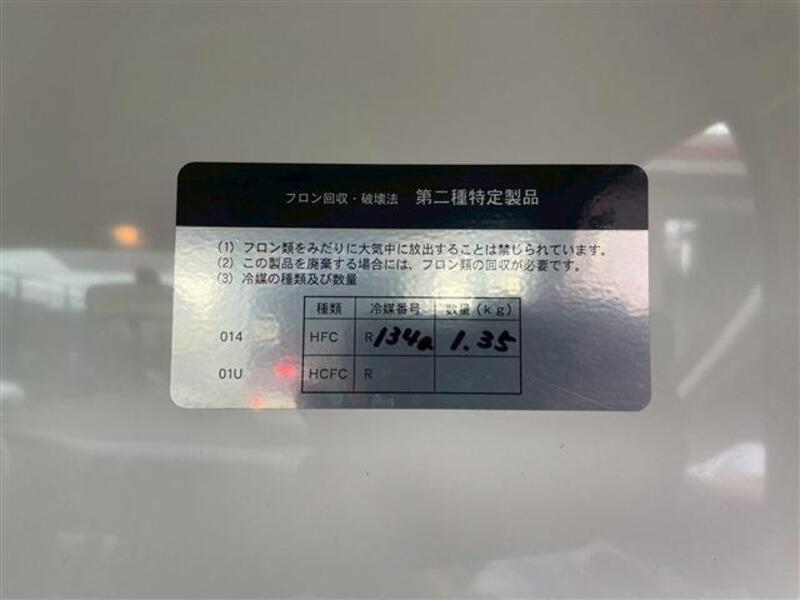 フロン回収・破壊法 第二種特定製品
(1) フロン類をみだりに大気中に放出することは禁じられています。
(2) この製品を廃棄する場合には、フロン類の回収が必要です。
(3) 冷媒の種類及び数量
種類 冷媒番号 数量(kg)
014 HFC R134a 1.35
01U HCFC R